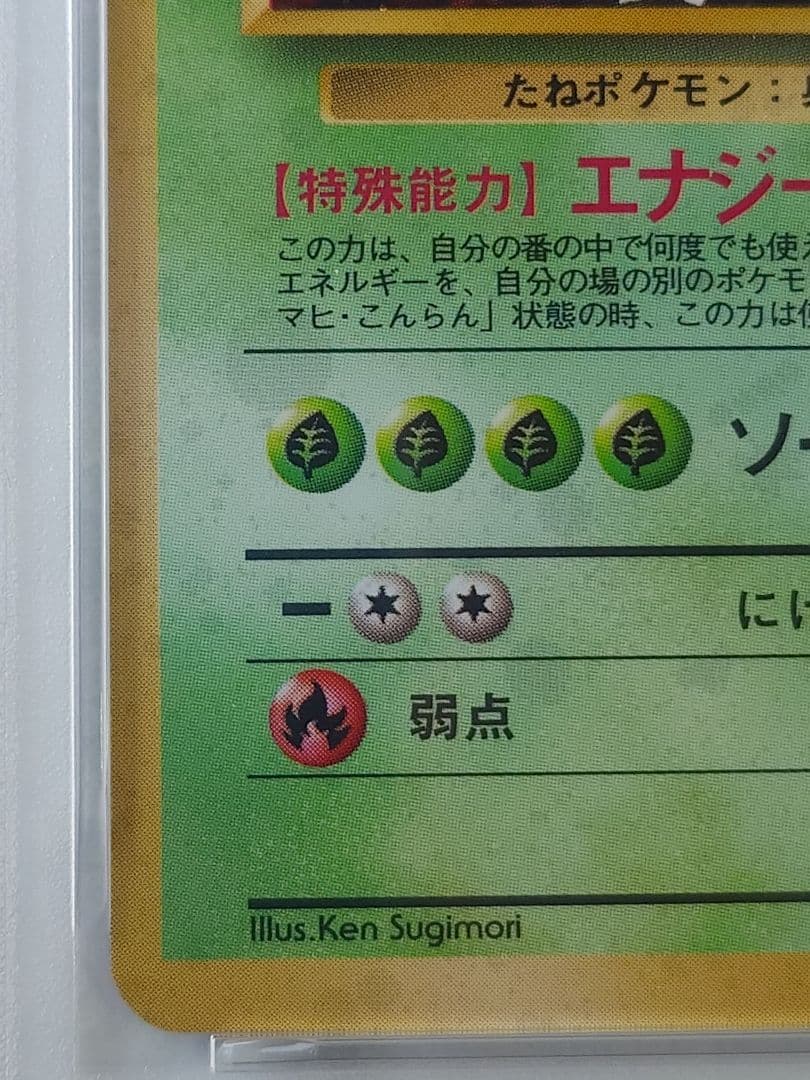 たねポケモン:
【特殊能力】エナジー
この力は、自分の番の中で何度でも使え
エネルギーを、自分の場の別のポケモ
マヒ・こんらん」状態の時、この力は使
ソー
にげ
弱点
Illus.Ken Sugimori